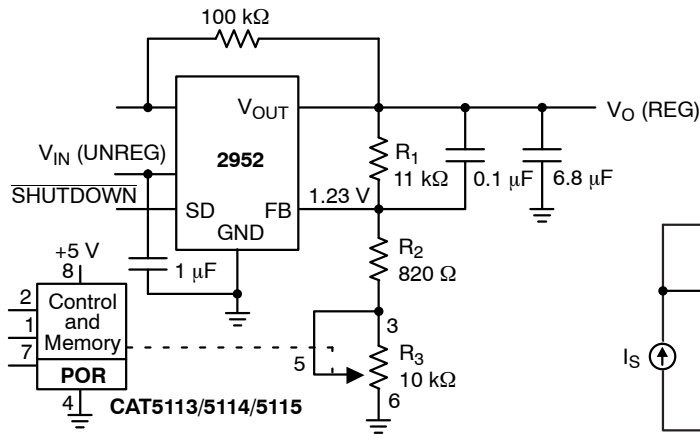 100 kΩ
V_OUT
V_O (REG)
V_IN (UNREG)
2952
R_1
11 kΩ
0.1 μF
6.8 μF
SHUTDOWN
SD
FB
1.23 V
GND
R_2
820 Ω
+5 V
8
1 μF
2
1
7
Control
and
Memory
POR
4
CAT5113/5114/5115
3
5
R_3
10 kΩ
6
I_S